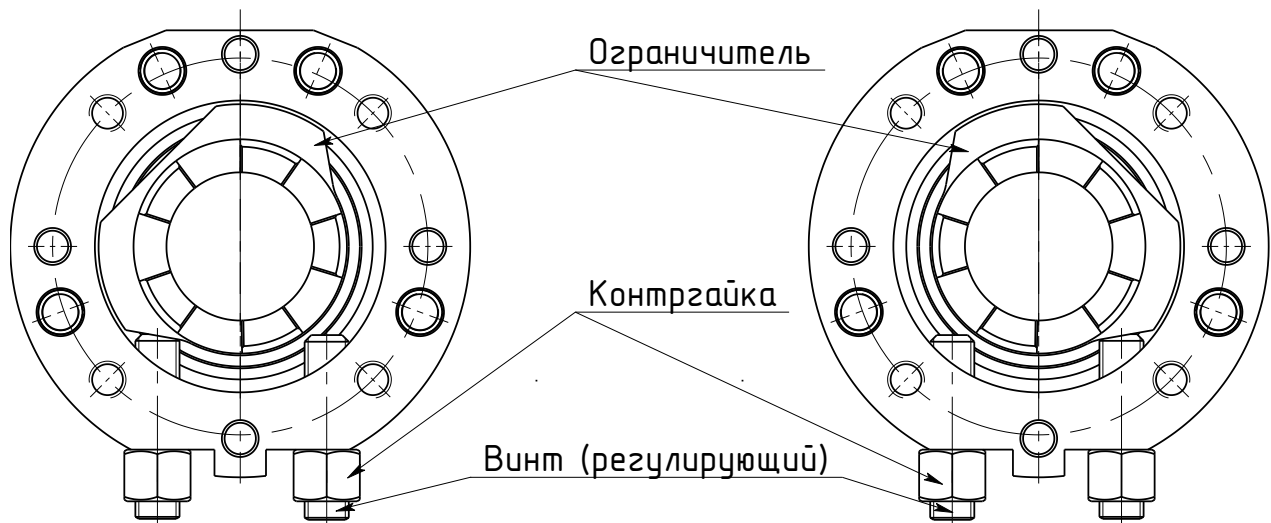 Ограничитель
Контргайка
Винт (регулирующий)